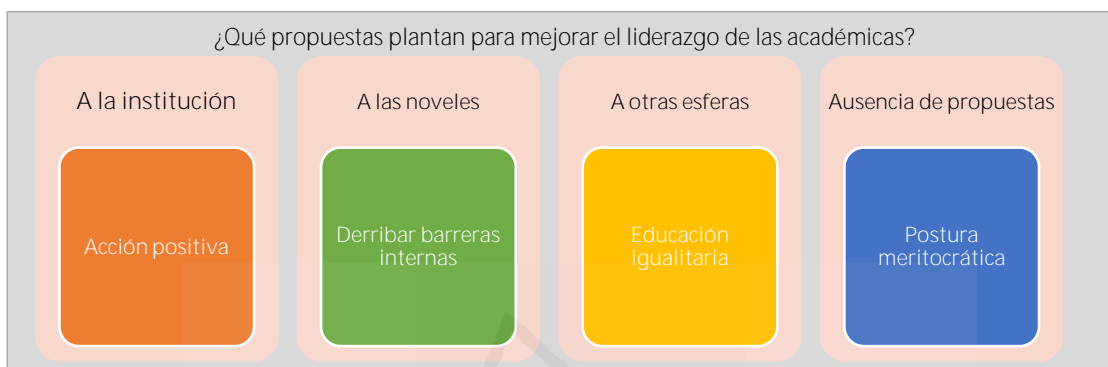 ¿Qué propuestas plantan para mejorar el liderazgo de las académicas?
A la institución
A las noveles
A otras esferas
Ausencia de propuestas
Acción positiva
Derribar barreras
internas
Educación
igualitaria
Postura
meritocrática